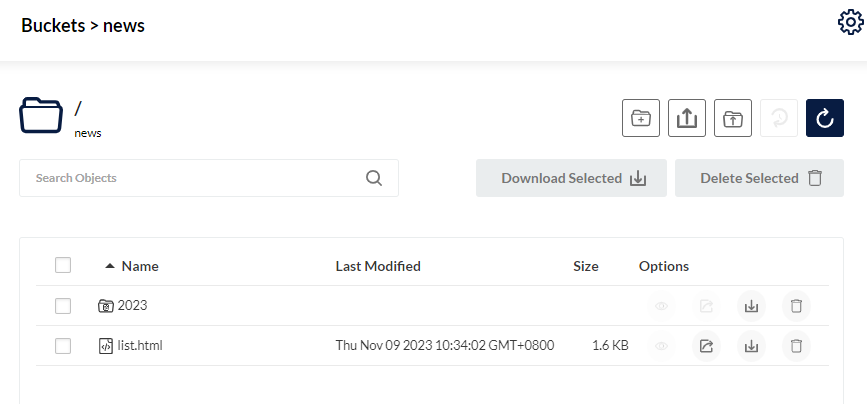 Buckets > news
/
news
Search Objects
Download Selected
Delete Selected
Name Last Modified Size Options
2023
list.html Thu Nov 09 2023 10:34:02 GMT+0800 1.6 KB